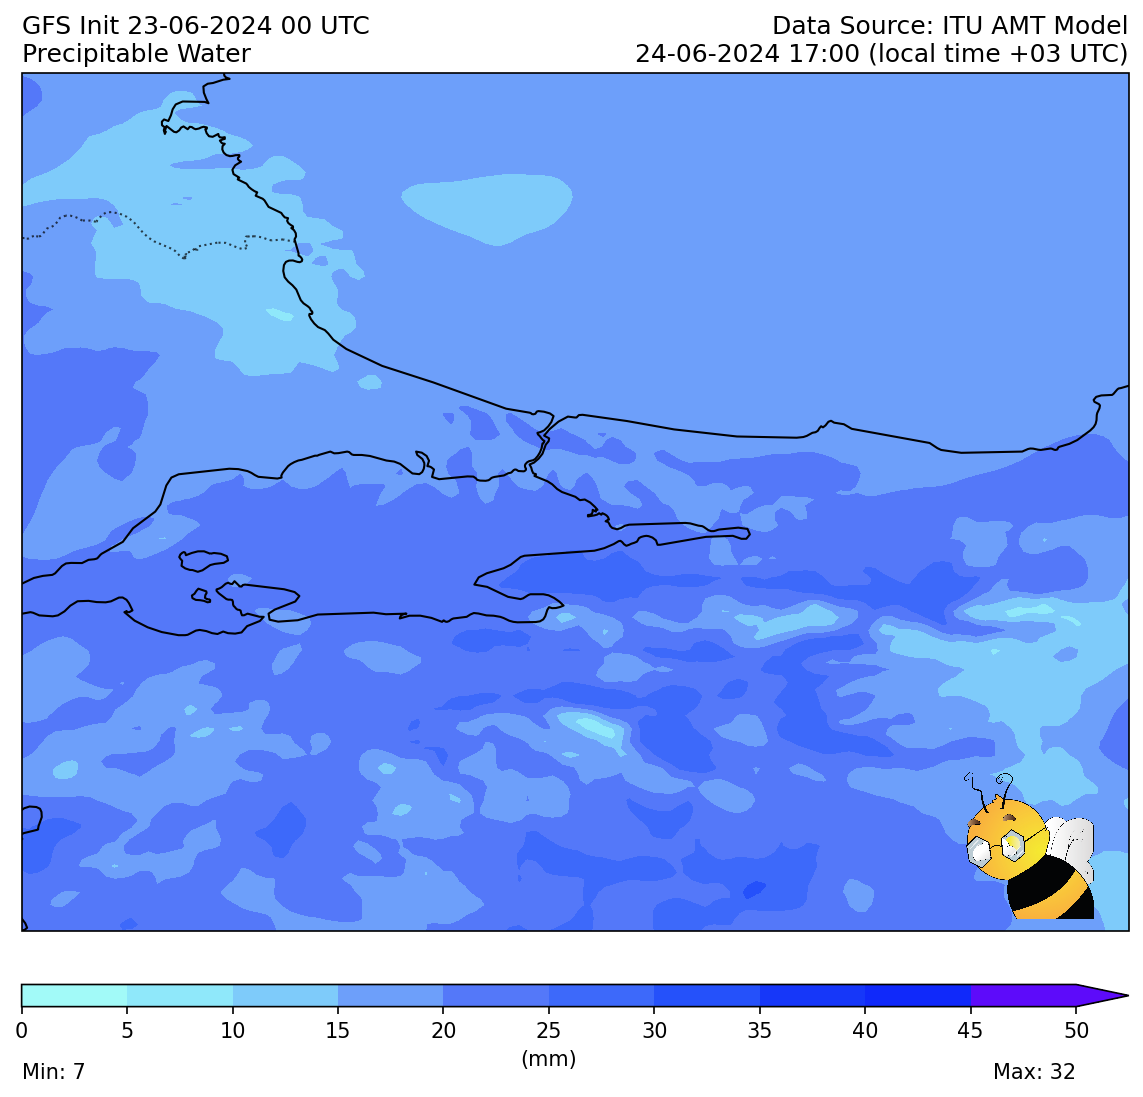 GFS Init 23-06-2024 00 UTC
Data Source: ITU AMT Model
Precipitable Water
24-06-2024 17:00 (local time +03 UTC)
0 5 10 15 20 25 30 35 40 45 50
(mm)
Min: 7
Max: 32